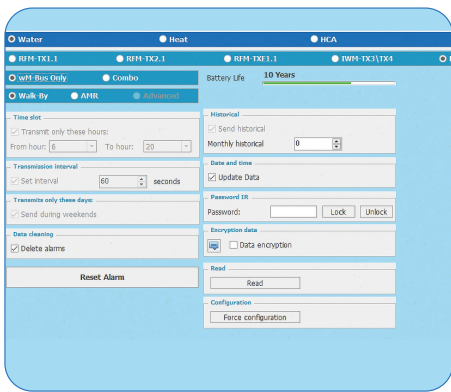 Water Heat HCA
RFM-TX1.1 RFM-TX2.1 RFM-TXE1.1 IWM-TX3\TX4
wM-Bus Only Combo
Battery Life 10 Years
Walk-By AMR Advanced
Time slot
Transmit only these hours:
From hour: 6 To hour: 20
Transmission interval
Set interval 60 seconds
Transmits only these days:
Send during weekends
Data cleaning
Delete alarms
Reset Alarm
Historical
Send historical
Monthly historical 0
Date and time
Update Data
Password IR
Password: Lock Unlock
Encryption data
Data encryption
Read
Read
Configuration
Force configuration